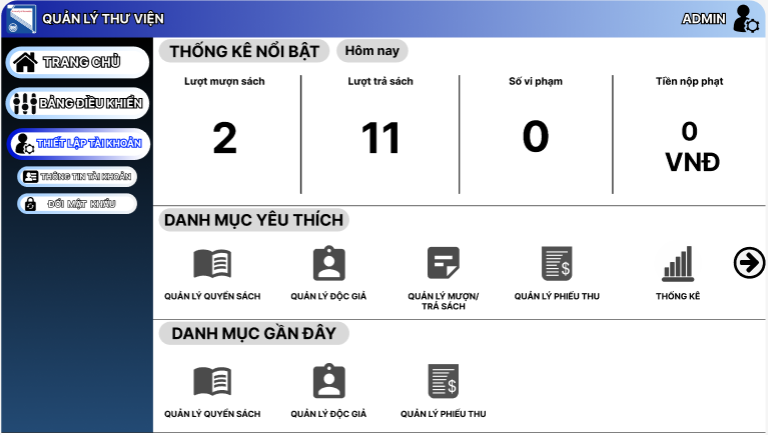 QUẢN LÝ THƯ VIỆN
ADMIN
TRANG CHỦ
BẢNG ĐIỀU KHIỂN
THIẾT LẬP TÀI KHOẢN
THÔNG TIN TÀI KHOẢN
ĐỔI MẬT KHẨU
THỐNG KÊ NỔI BẬT
Hôm nay
Lượt mượn sách
2
Lượt trả sách
11
Số vi phạm
0
Tiền nộp phạt
0
VNĐ
DANH MỤC YÊU THÍCH
QUẢN LÝ QUYỂN SÁCH
QUẢN LÝ ĐỘC GIẢ
QUẢN LÝ MƯỢN/
TRẢ SÁCH
QUẢN LÝ PHIẾU THU
THỐNG KÊ
DANH MỤC GẦN ĐÂY
QUẢN LÝ QUYỂN SÁCH
QUẢN LÝ ĐỘC GIẢ
QUẢN LÝ PHIẾU THU